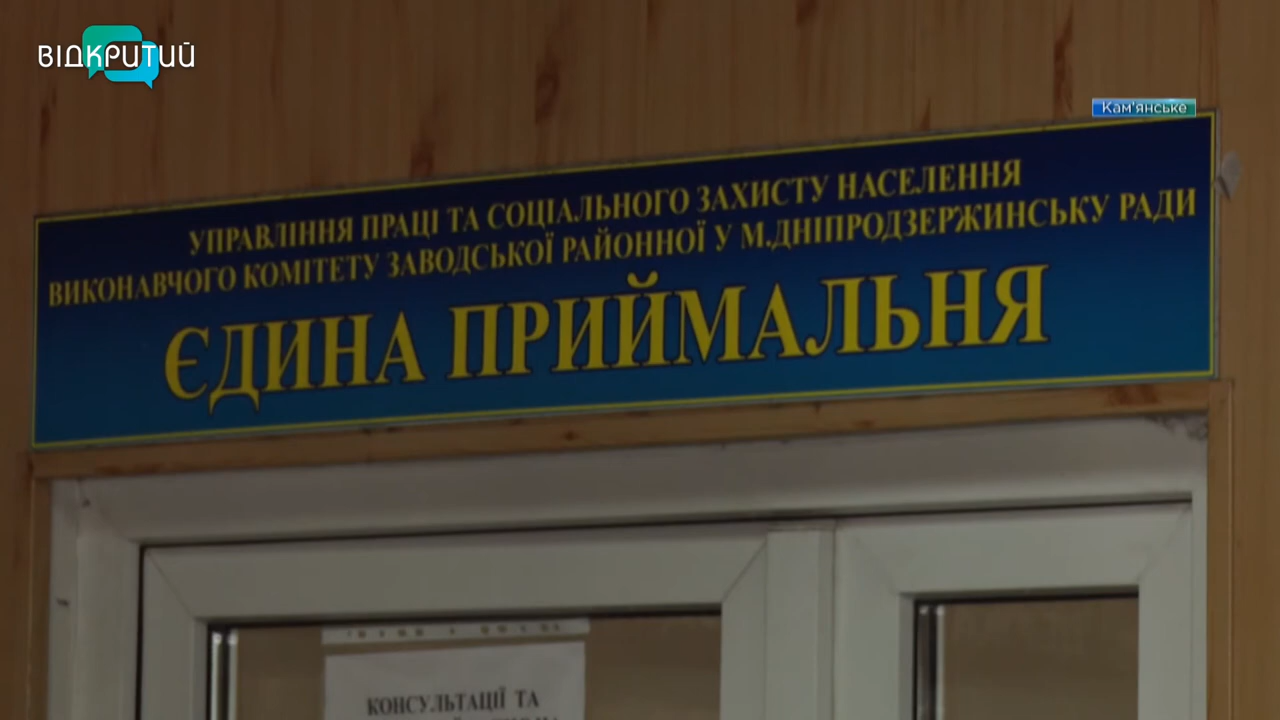 ВІДКРИТИЙ
Кам'янське
УПРАВЛІННЯ ПРАЦІ ТА СОЦІАЛЬНОГО ЗАХИСТУ НАСЕЛЕННЯ
ВИКОНАВЧОГО КОМІТЕТУ ЗАВОДСЬКОЇ РАЙОННОЇ У М.ДНІПРОДЗЕРЖИНСЬКУ РАДИ
ЄДИНА ПРИЙМАЛЬНЯ
КОНСУЛЬТАЦІЇ ТА